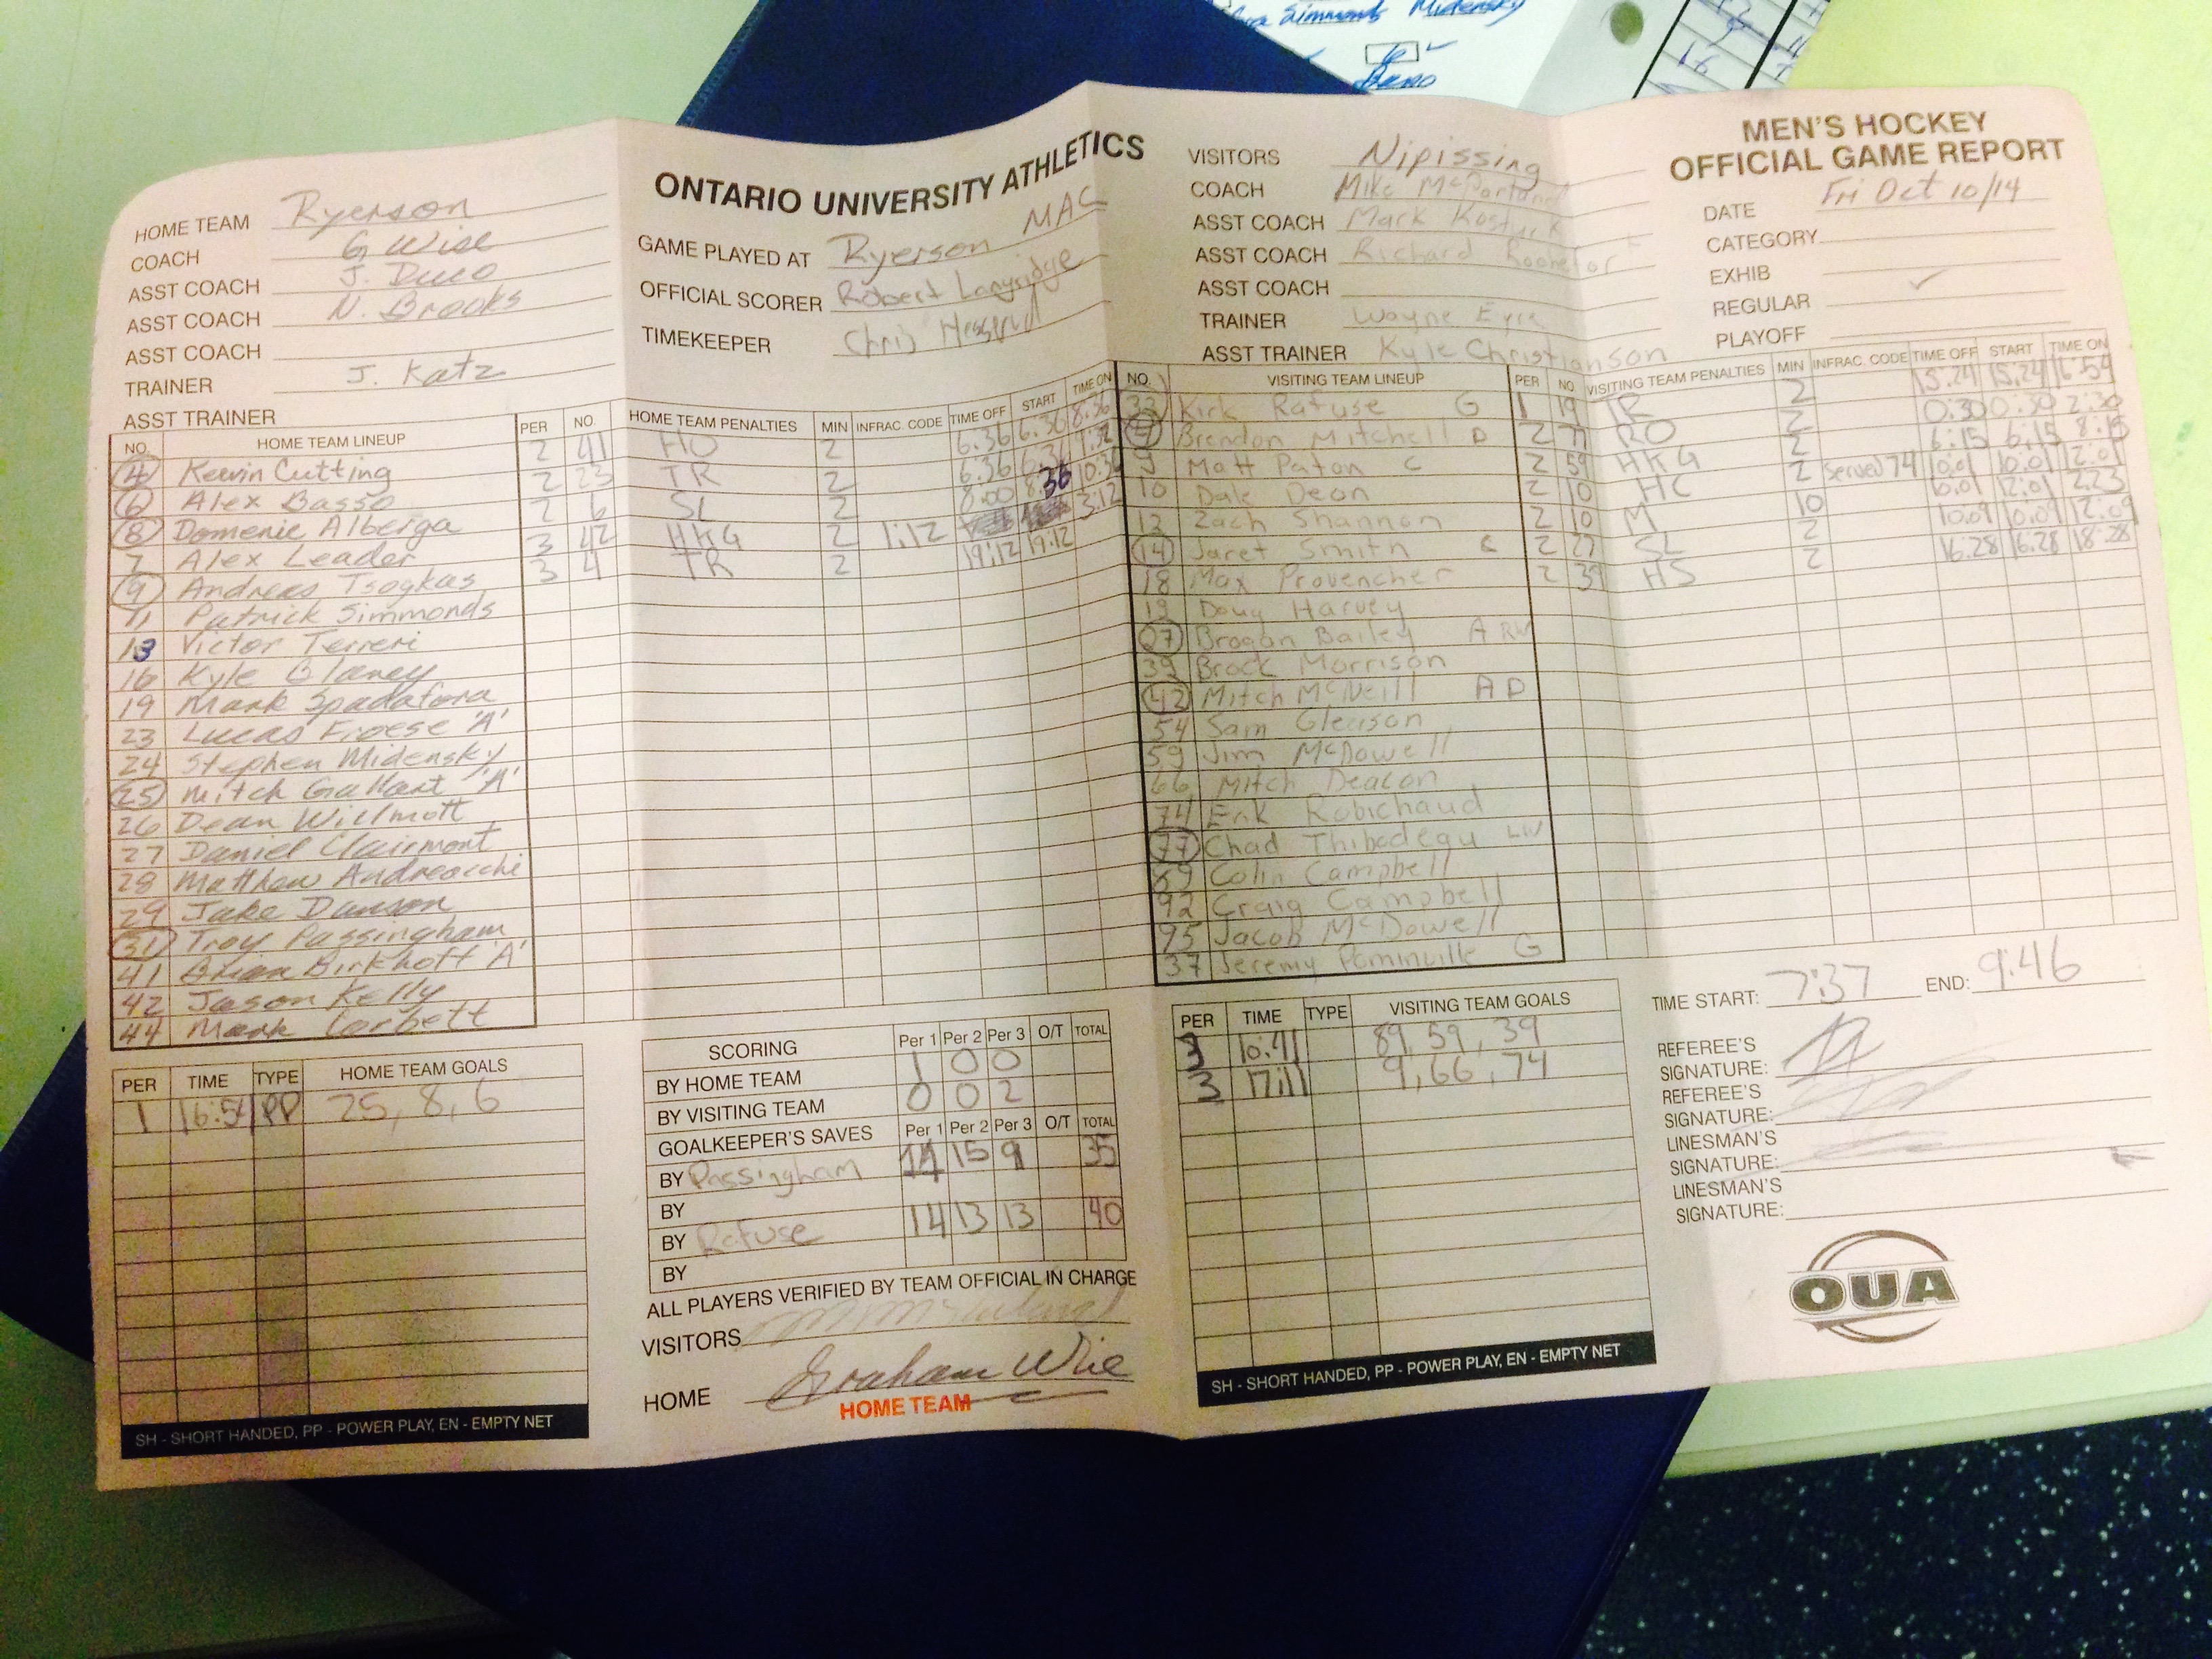 Simmonds Midensky
6
ONTARIO UNIVERSITY ATHLETICS
MEN'S HOCKEY
OFFICIAL GAME REPORT
HOME TEAM Ryerson
COACH G Wise
ASST COACH J. Duco
ASST COACH N. Brooks
ASST COACH
TRAINER J. Katz
ASST TRAINER
GAME PLAYED AT Ryerson MAC
OFFICIAL SCORER Robert
TIMEKEEPER Chris
VISITORS Nipissing
COACH Mike McParland
ASST COACH Mark
ASST COACH Richard
ASST COACH
TRAINER Wayne Eyre
ASST TRAINER Kyle Christianson
DATE Fri Oct 10/14
CATEGORY
EXHIB
REGULAR ✓
PLAYOFF
NO. HOME TEAM LINEUP
4 Kevin Cutting
6 Alex Basso
8 Domenic Alberga
7 Alex Leader
9 Andreas Tsogkas
11 Patrick Simmonds
13 Victor Terreri
16 Kyle Blaney
19 Mark Spadafora
23 Lucas Froese 'A'
24 Stephen Midensky
25 Mitch Gallant 'A'
26 Dean Willmott
27 Daniel Clairmont
28 Matthew Andreacchi
29 Jake Danson
31 Troy Passingham
41 Brian Birkhoff 'A'
42 Jason Kelly
44 Mark Corbett
PER NO. HOME TEAM PENALTIES MIN INFRAC. CODE TIME OFF START TIME ON
2 41 HO 2 6:36 6:36 8:36
2 23 TR 2 6:36
2 6 SL 2 8:00 8:36 10:36
3 42 HKG 2 1:12 3:12
3 4 TR 2 19:12 19:12
NO. VISITING TEAM LINEUP
33 Kirk Rafuse G
4 Brendon Mitchell D
9 Matt Paton C
10 Dale Deon
12 Zach Shannon
14 Jaret Smith C
18 Max Provencher
19 Doug Harvey
27 Brogan Bailey A RW
39 Brock Morrison
42 Mitch McNeill A D
54 Sam Gleason
59 Jim McDowell
66 Mitch Deacon
74 Erik Robichaud
77 Chad Thibodeau LW
89 Colin Campbell
92 Craig Campbell
95 Jacob McDowell
37 Jeremy Pominville G
PER NO. VISITING TEAM PENALTIES MIN INFRAC. CODE TIME OFF START TIME ON
1 19 TR 2 15:24 15:24 16:54
2 77 RO 2 0:30 0:30 2:30
2 59 HKG 2 6:15 6:15 8:15
2 10 HC 2 Served 74 10:01 10:01 12:01
2 10 M 10 10:01 12:01
2 27 SL 2 10:09 10:09 12:09
2 39 HS 2 16:28 16:28 18:28
PER TIME TYPE HOME TEAM GOALS
1 16:54 PP 25, 8, 6
SH - SHORT HANDED, PP - POWER PLAY, EN - EMPTY NET
SCORING Per 1 Per 2 Per 3 O/T TOTAL
BY HOME TEAM 1 0 0
BY VISITING TEAM 0 0 2
GOALKEEPER'S SAVES Per 1 Per 2 Per 3 O/T TOTAL
BY Passingham 15 9 35
BY
BY Rafuse 14 13 13 40
BY
ALL PLAYERS VERIFIED BY TEAM OFFICIAL IN CHARGE
VISITORS
HOME Graham Wise
HOME TEAM
PER TIME TYPE VISITING TEAM GOALS
3 10:41 89, 59, 39
3 17:11 9, 66, 74
SH - SHORT HANDED, PP - POWER PLAY, EN - EMPTY NET
TIME START: 7:37 END: 9:46
REFEREE'S
SIGNATURE:
REFEREE'S
SIGNATURE:
LINESMAN'S
SIGNATURE:
LINESMAN'S
SIGNATURE:
OUA